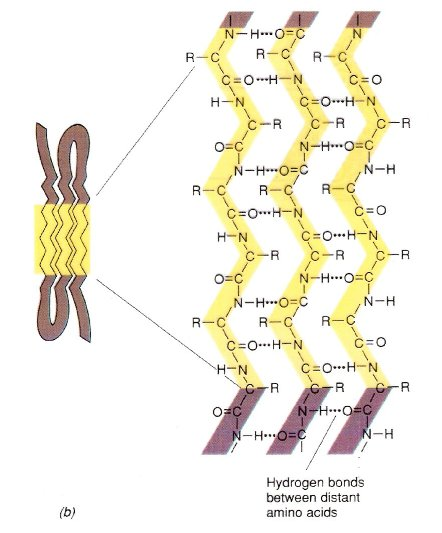 N–H•••O=C N
R–C R–C R–C
C=O•••H–N C=O
H–N C=O•••H–N
C–R C–R C–R
O=C N–H•••O=C
N–H•••O=C N–H
R–C R–C R–C
C=O•••H–N C=O
H–N C=O•••H–N
C–R C–R C–R
O=C N–H•••O=C
N–H•••O=C N–H
R–C R–C R–C
C=O•••H–N C=O
H–N C=O•••H–N
C–R C–R C–R
O=C N–H•••O=C
N–H•••O=C N–H
Hydrogen bonds
between distant
amino acids
(b)